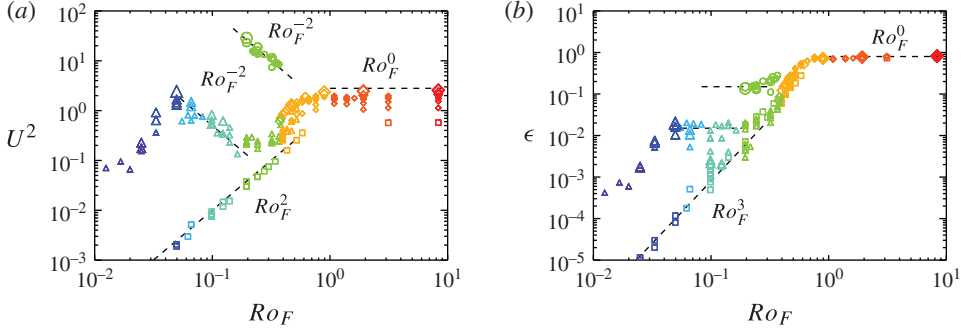 (a)
10^2
10^1
10^0
10^{-1}
10^{-2}
10^{-3}
U^2
Ro_F^{-2}
Ro_F^{-2}
Ro_F^0
Ro_F^2
10^{-2} 10^{-1} 10^0 10^1
Ro_F
(b)
10^1
10^0
10^{-1}
10^{-2}
10^{-3}
10^{-4}
10^{-5}
ϵ
Ro_F^0
Ro_F^3
10^{-2} 10^{-1} 10^0 10^1
Ro_F